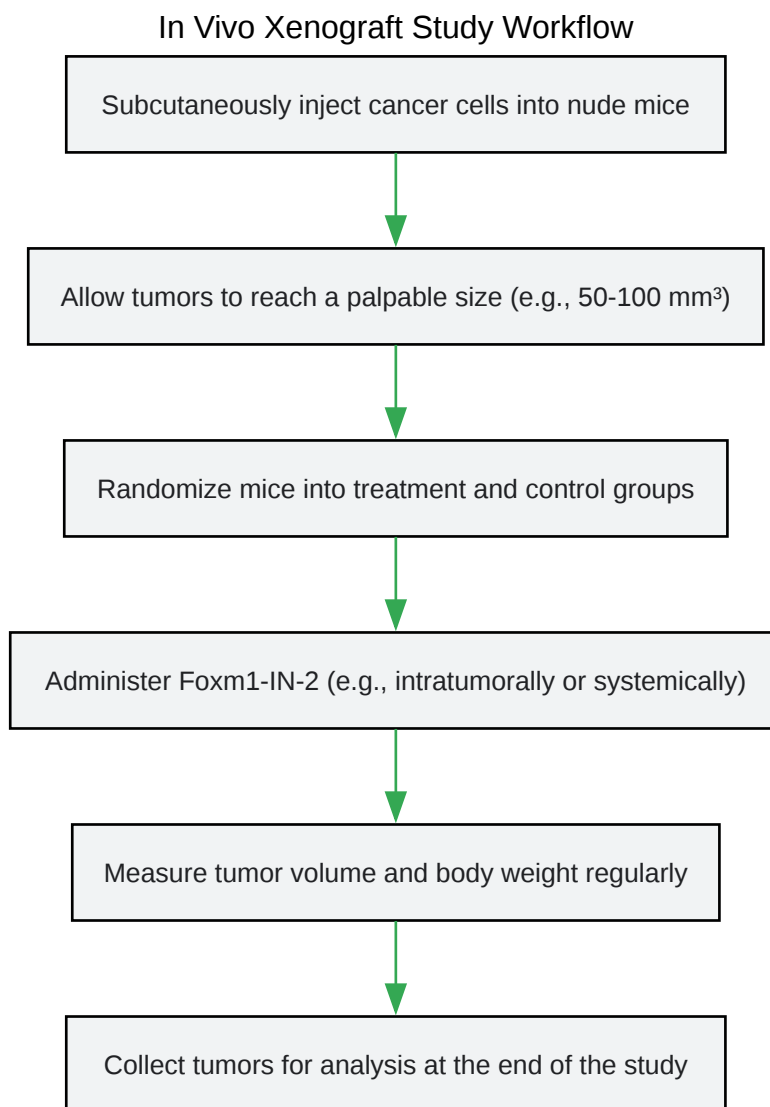 In Vivo Xenograft Study Workflow
Subcutaneously inject cancer cells into nude mice
Allow tumors to reach a palpable size (e.g., 50-100 mm³)
Randomize mice into treatment and control groups
Administer Foxm1-IN-2 (e.g., intratumorally or systemically)
Measure tumor volume and body weight regularly
Collect tumors for analysis at the end of the study